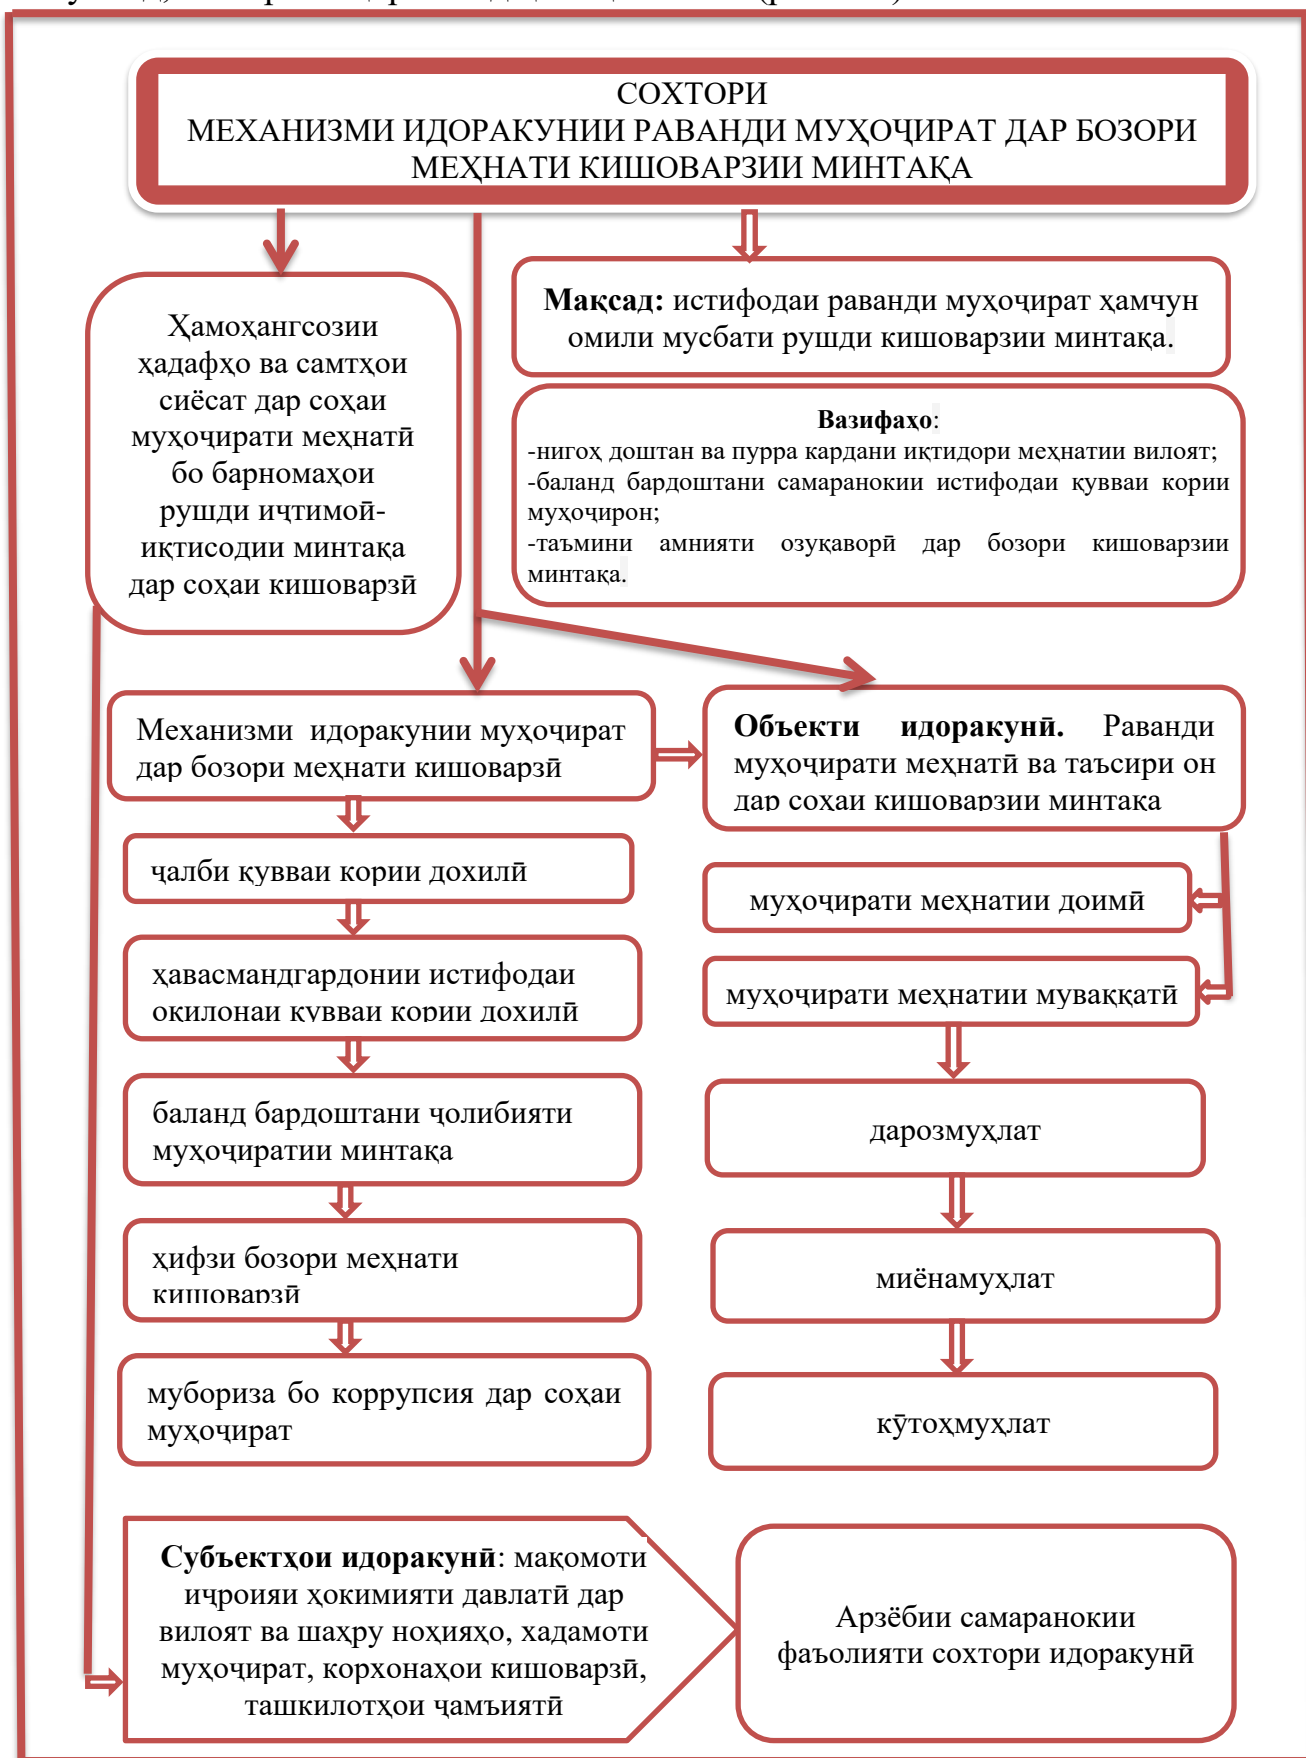 СОХТОРИ
МЕХАНИЗМИ ИДОРАКУНИИ РАВАНДИ МУҲОҶИРАТ ДАР БОЗОРИ
МЕҲНАТИ КИШОВАРЗИИ МИНТАҚА
Ҳамоҳангсозии
ҳадафҳо ва самтҳои
сиёсат дар соҳаи
муҳоҷирати меҳнатӣ
бо барномаҳои
рушди иҷтимоӣ-
иқтисодии минтақа
дар соҳаи кишоварзӣ
Мақсад: истифодаи раванди муҳоҷират ҳамчун
омили мусбати рушди кишоварзии минтақа.
Вазифаҳо:
-нигоҳ доштан ва пурра кардани иқтидори меҳнатии вилоят;
-баланд бардоштани самаранокии истифодаи қувваи кории
муҳоҷирон;
-таъмини амнияти озуқаворӣ дар бозори кишоварзии
минтақа.
Механизми идоракунии муҳоҷират
дар бозори меҳнати кишоварзӣ
ҷалби қувваи кории дохилӣ
ҳавасмандгардонии истифодаи
оқилонаи қувваи кории дохилӣ
баланд бардоштани ҷолибияти
муҳоҷиратии минтақа
ҳифзи бозори меҳнати
кишоварзӣ
мубориза бо коррупсия дар соҳаи
муҳоҷират
Объекти идоракунӣ. Раванди
муҳоҷирати меҳнатӣ ва таъсири он
дар соҳаи кишоварзии минтақа
муҳоҷирати меҳнатии доимӣ
муҳоҷирати меҳнатии муваққатӣ
дарозмуҳлат
миёнамуҳлат
кӯтоҳмуҳлат
Субъектҳои идоракунӣ: мақомоти
иҷроияи ҳокимияти давлатӣ дар
вилоят ва шаҳру ноҳияҳо, хадамоти
муҳоҷират, корхонаҳои кишоварзӣ,
ташкилотҳои ҷамъиятӣ
Арзёбии самаранокии
фаъолияти сохтори идоракунӣ